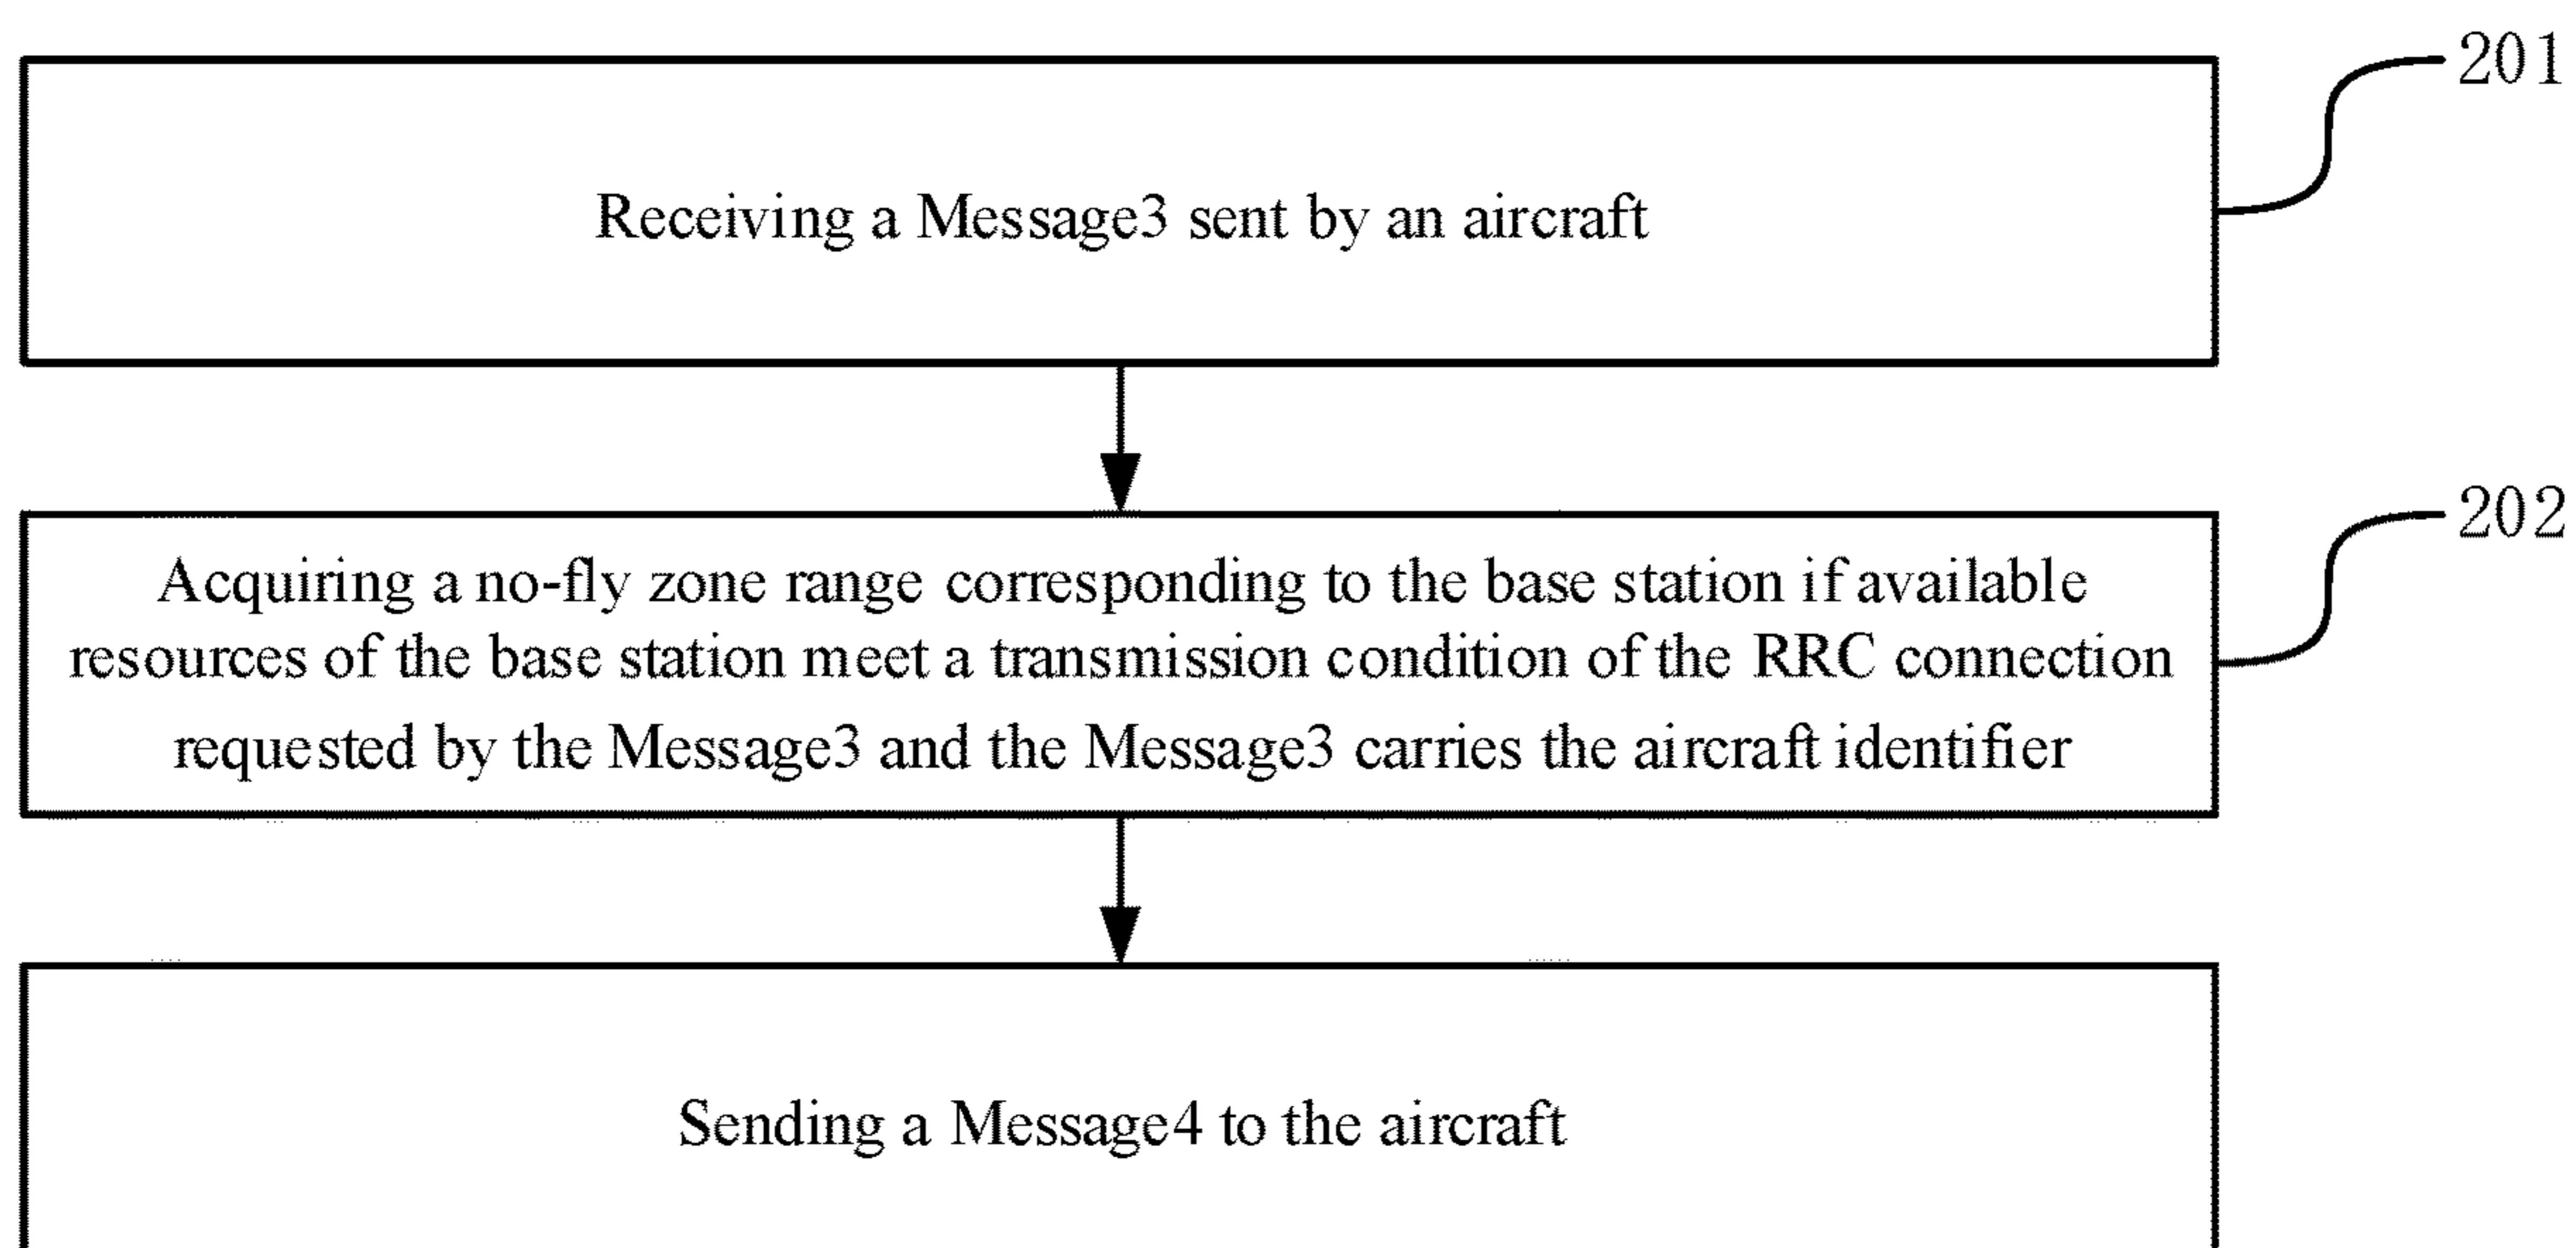 201
Receiving a Message3 sent by an aircraft
202
Acquiring a no-fly zone range corresponding to the base station if available
resources of the base station meet a transmission condition of the RRC connection
requested by the Message3 and the Message3 carries the aircraft identifier
Sending a Message4 to the aircraft